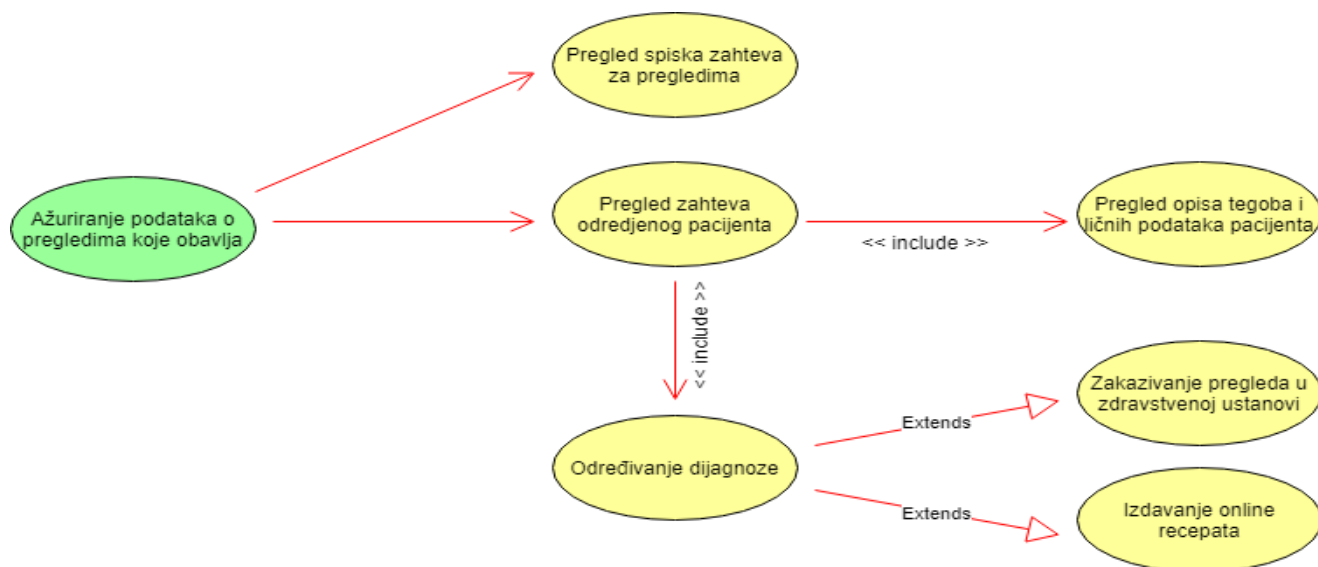 Pregled spiska zahteva
za pregledima
Ažuriranje podataka o
pregledima koje obavlja
Pregled zahteva
odredjenog pacijenta
<< include >>
Pregled opisa tegoba i
ličnih podataka pacijenta
<< include >>
Određivanje dijagnoze
Extends
Zakazivanje pregleda u
zdravstvenoj ustanovi
Extends
Izdavanje online
recepata